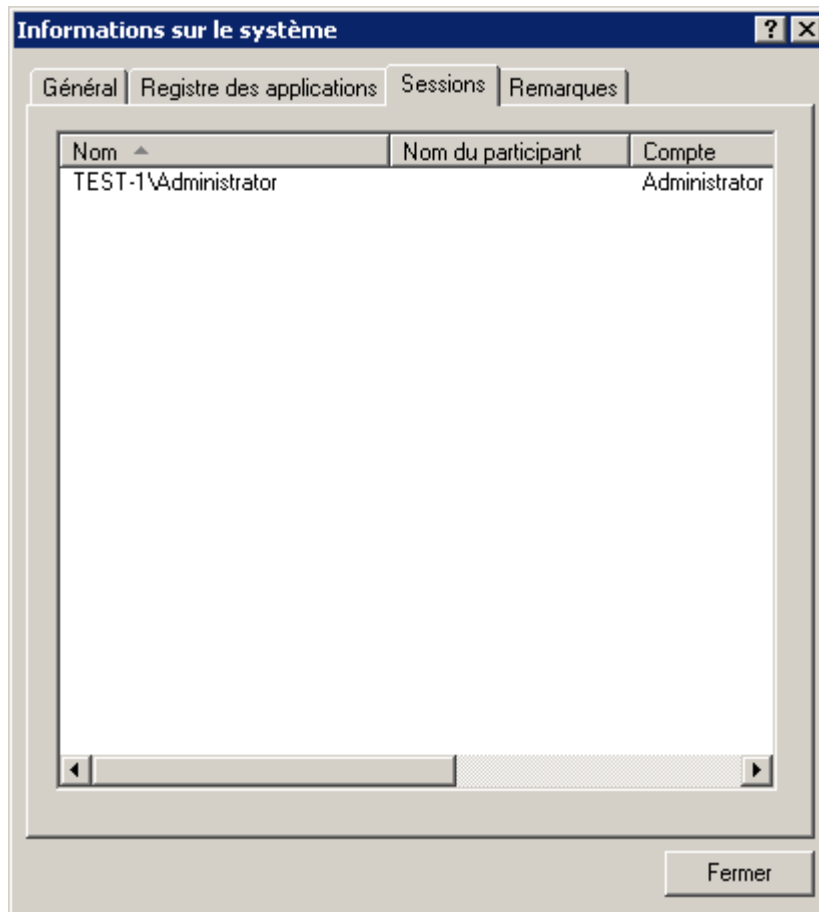 Informations sur le système
Général Registre des applications Sessions Remarques
Nom Nom du participant Compte
TEST-1\Administrator Administrator
Fermer